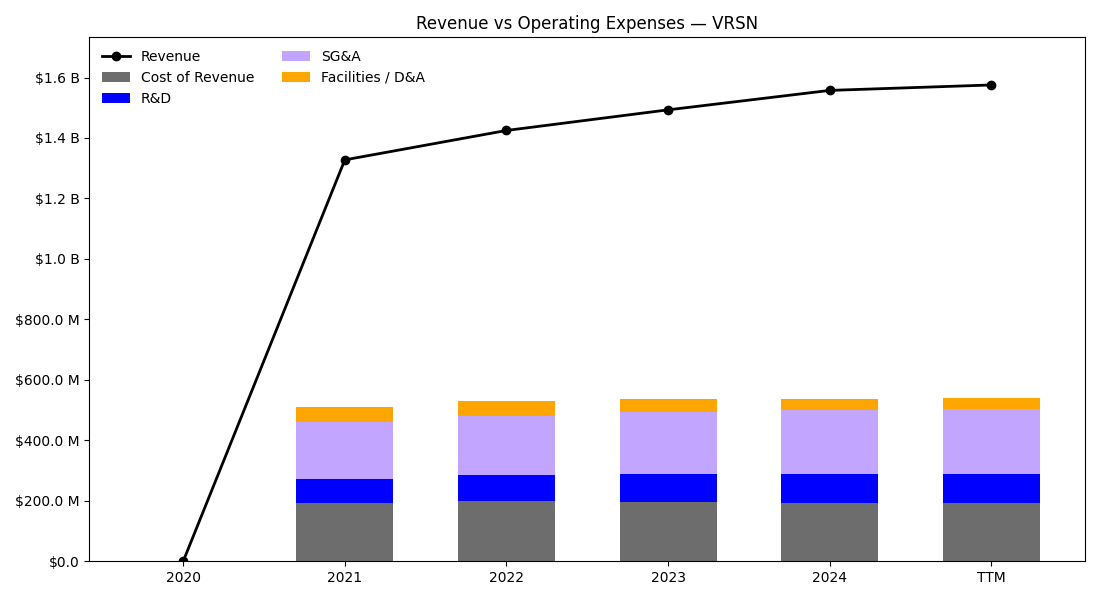 Revenue vs Operating Expenses — VRSN
Revenue
Cost of Revenue
R&D
SG&A
Facilities / D&A
$1.6 B
$1.4 B
$1.2 B
$1.0 B
$800.0 M
$600.0 M
$400.0 M
$200.0 M
$0.0
2020 2021 2022 2023 2024 TTM